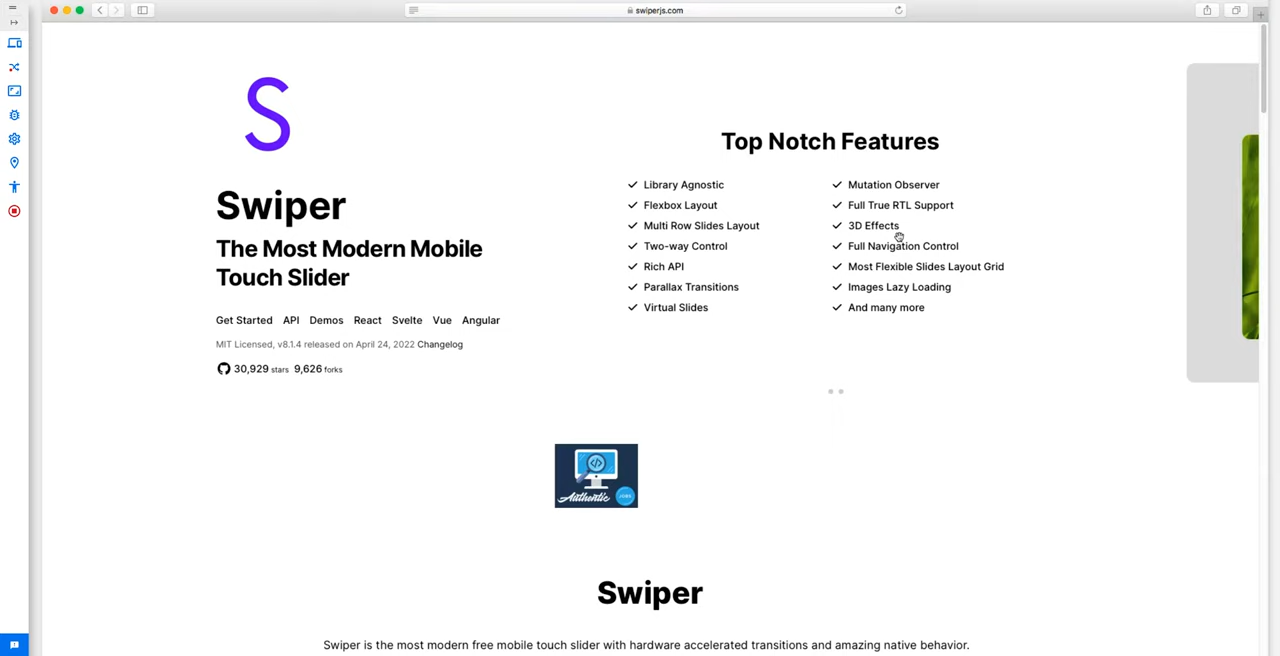 swiperjs.com
S
Swiper
The Most Modern Mobile
Touch Slider
Get Started API Demos React Svelte Vue Angular
MIT Licensed, v8.1.4 released on April 24, 2022 Changelog
30,929 stars 9,626 forks
Top Notch Features
Library Agnostic
Flexbox Layout
Multi Row Slides Layout
Two-way Control
Rich API
Parallax Transitions
Virtual Slides
Mutation Observer
Full True RTL Support
3D Effects
Full Navigation Control
Most Flexible Slides Layout Grid
Images Lazy Loading
And many more
Authentic JOBS
Swiper
Swiper is the most modern free mobile touch slider with hardware accelerated transitions and amazing native behavior.